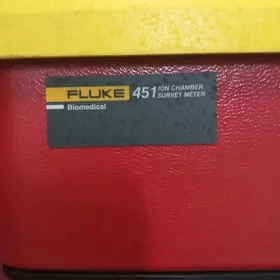 FLUKE 451 ION CHAMBER
SURVEY METER
Biomedical